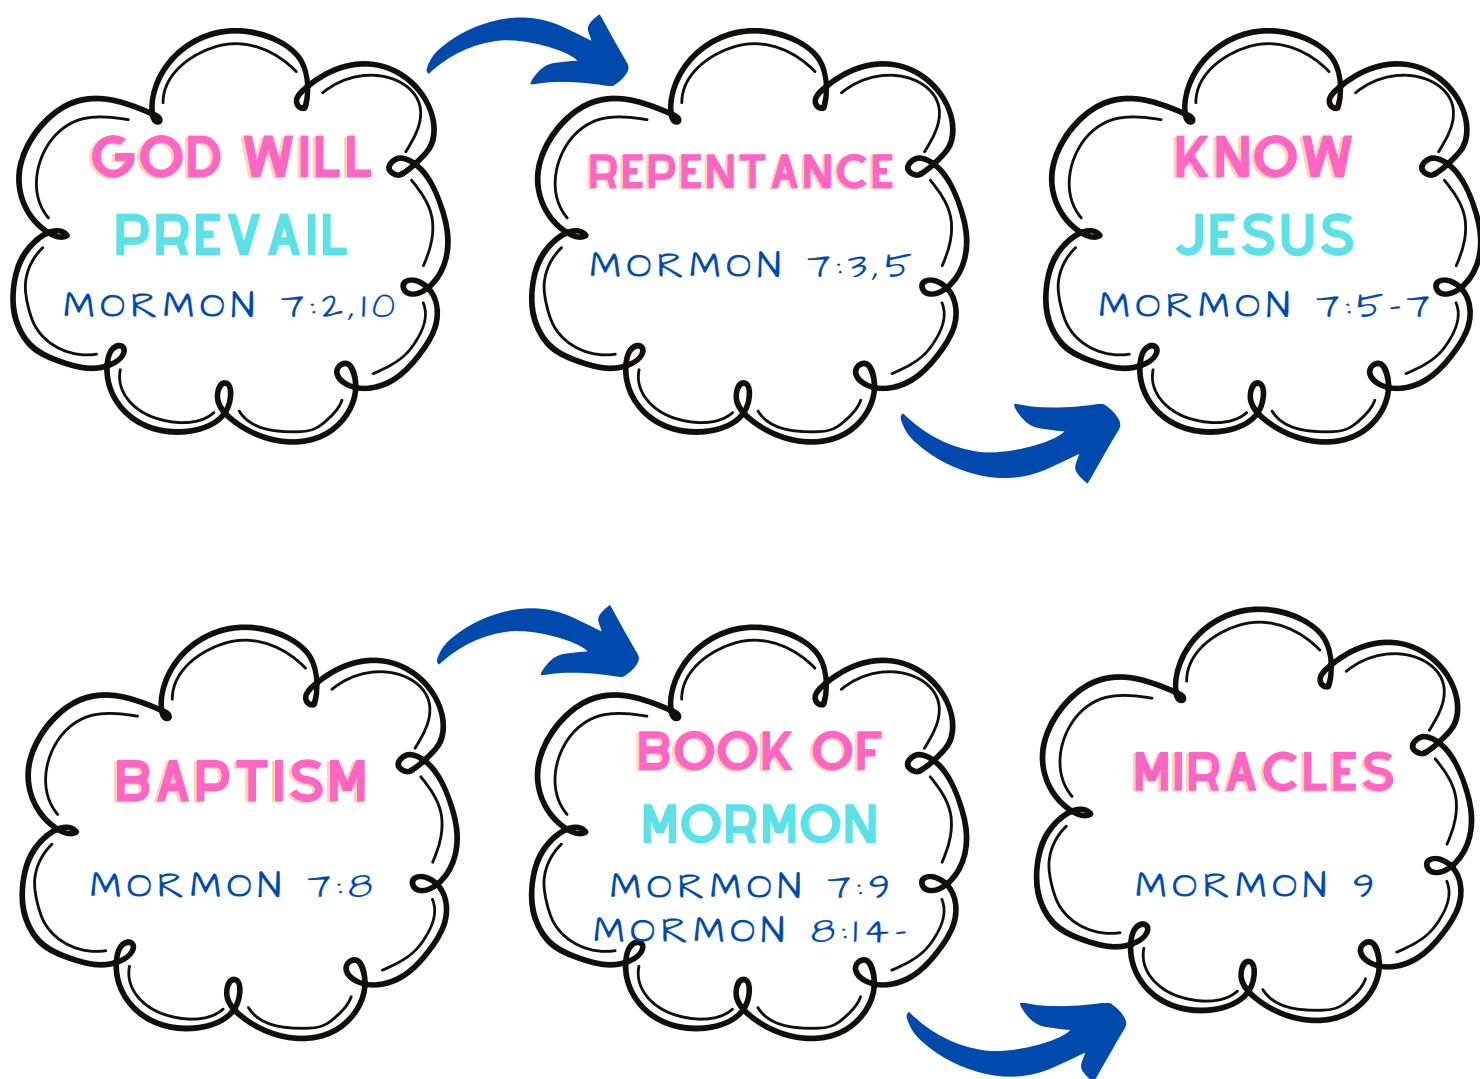 GOD WILL
PREVAIL
MORMON 7:2,10
REPENTANCE
MORMON 7:3,5
KNOW
JESUS
MORMON 7:5-7
BAPTISM
MORMON 7:8
BOOK OF
MORMON
MORMON 7:9
MORMON 8:14-
MIRACLES
MORMON 9